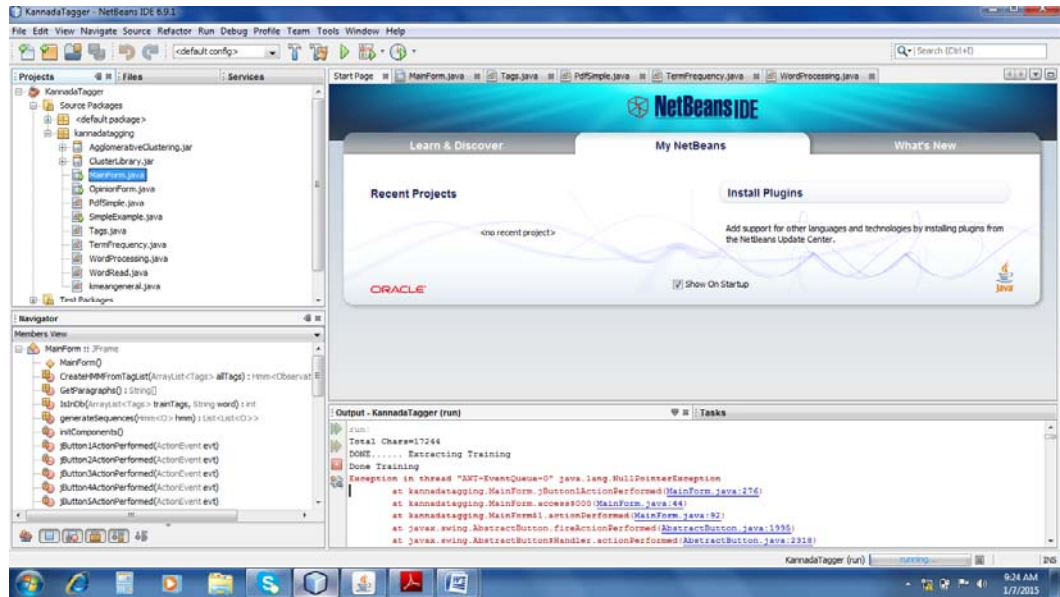 KannadaTagger - NetBeans IDE 6.9.1
File Edit View Navigate Source Refactor Run Debug Profile Team Tools Window Help
<default config>
Search (Ctrl+I)
Projects Files Services
KannadaTagger
Source Packages
<default package>
kannadatagging
AgglomerativeClustering.jar
ClusterLibrary.jar
MainForm.java
OpinionForm.java
PdfSimple.java
SimpleExample.java
Tags.java
TermFrequency.java
WordProcessing.java
WordRead.java
kmeangeneral.java
Test Packages
Navigator
Members View
MainForm :: JFrame
MainForm()
CreateHMMFromTagList(ArrayList<Tags> allTags) : Hmm<Observat
GetParagraphs() : String[]
IsInOb(ArrayList<Tags> trainTags, String word) : int
generateSequences(Hmm<O> hmm) : List<List<O>>
initComponents()
jButton1ActionPerformed(ActionEvent evt)
jButton2ActionPerformed(ActionEvent evt)
jButton3ActionPerformed(ActionEvent evt)
jButton4ActionPerformed(ActionEvent evt)
jButton5ActionPerformed(ActionEvent evt)
Start Page MainForm.java Tags.java PdfSimple.java TermFrequency.java WordProcessing.java
NetBeans IDE
Learn & Discover My NetBeans What's New
Recent Projects
<no recent project>
Install Plugins
Add support for other languages and technologies by installing plugins from
the NetBeans Update Center.
ORACLE
Show On Startup
Java
Output - KannadaTagger (run) Tasks
run:
Total Chars=17244
DONE...... Extracting Training
Done Training
Exception in thread "AWT-EventQueue-0" java.lang.NullPointerException
at kannadatagging.MainForm.jButton1ActionPerformed(MainForm.java:276)
at kannadatagging.MainForm.access$000(MainForm.java:44)
at kannadatagging.MainForm$1.actionPerformed(MainForm.java:92)
at javax.swing.AbstractButton.fireActionPerformed(AbstractButton.java:1995)
at javax.swing.AbstractButton$Handler.actionPerformed(AbstractButton.java:2318)
KannadaTagger (run) running... INS
9:24 AM
1/7/2015